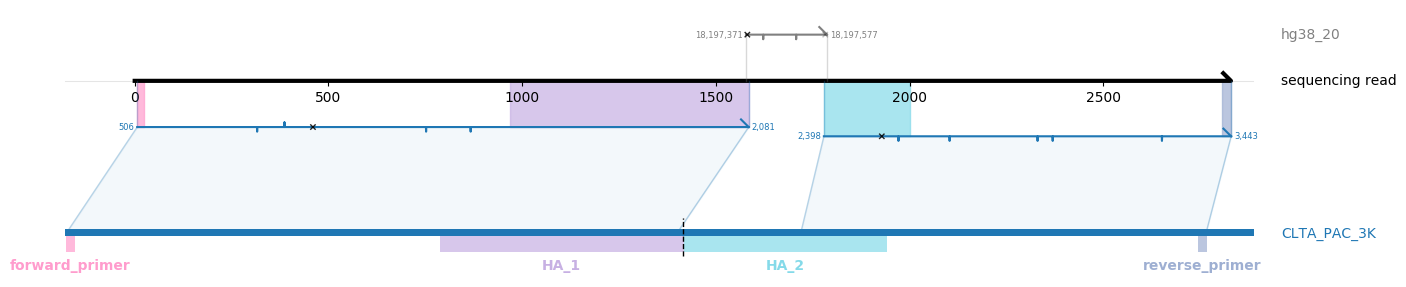 18,197,371 18,197,577 hg38_20
sequencing read
0 500 1000 1500 2000 2500
506 2,081
2,398 3,443
CLTA_PAC_3K
forward_primer HA_1 HA_2 reverse_primer